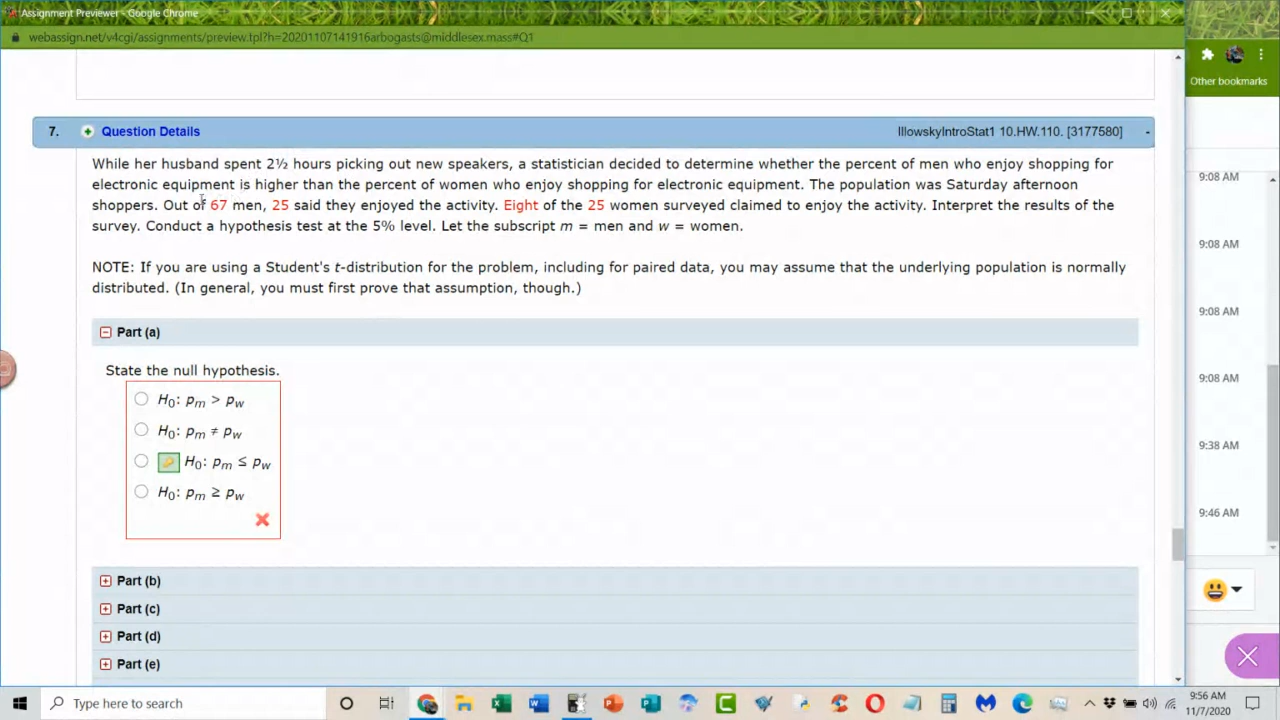 Assignment Previewer - Google Chrome
webassign.net/v4cgi/assignments/preview.tpl?h=20201107141916arbogasts@middlesex.mass#Q1
Other bookmarks
7. Question Details IllowskyIntroStat1 10.HW.110. [3177580] -
While her husband spent 2½ hours picking out new speakers, a statistician decided to determine whether the percent of men who enjoy shopping for
electronic equipment is higher than the percent of women who enjoy shopping for electronic equipment. The population was Saturday afternoon
shoppers. Out of 67 men, 25 said they enjoyed the activity. Eight of the 25 women surveyed claimed to enjoy the activity. Interpret the results of the
survey. Conduct a hypothesis test at the 5% level. Let the subscript m = men and w = women.
NOTE: If you are using a Student's t-distribution for the problem, including for paired data, you may assume that the underlying population is normally
distributed. (In general, you must first prove that assumption, though.)
Part (a)
State the null hypothesis.
H0: pm > pw
H0: pm ≠ pw
H0: pm ≤ pw
H0: pm ≥ pw
Part (b)
Part (c)
Part (d)
Part (e)
9:08 AM
9:08 AM
9:08 AM
9:08 AM
9:38 AM
9:46 AM
Type here to search
9:56 AM
11/7/2020